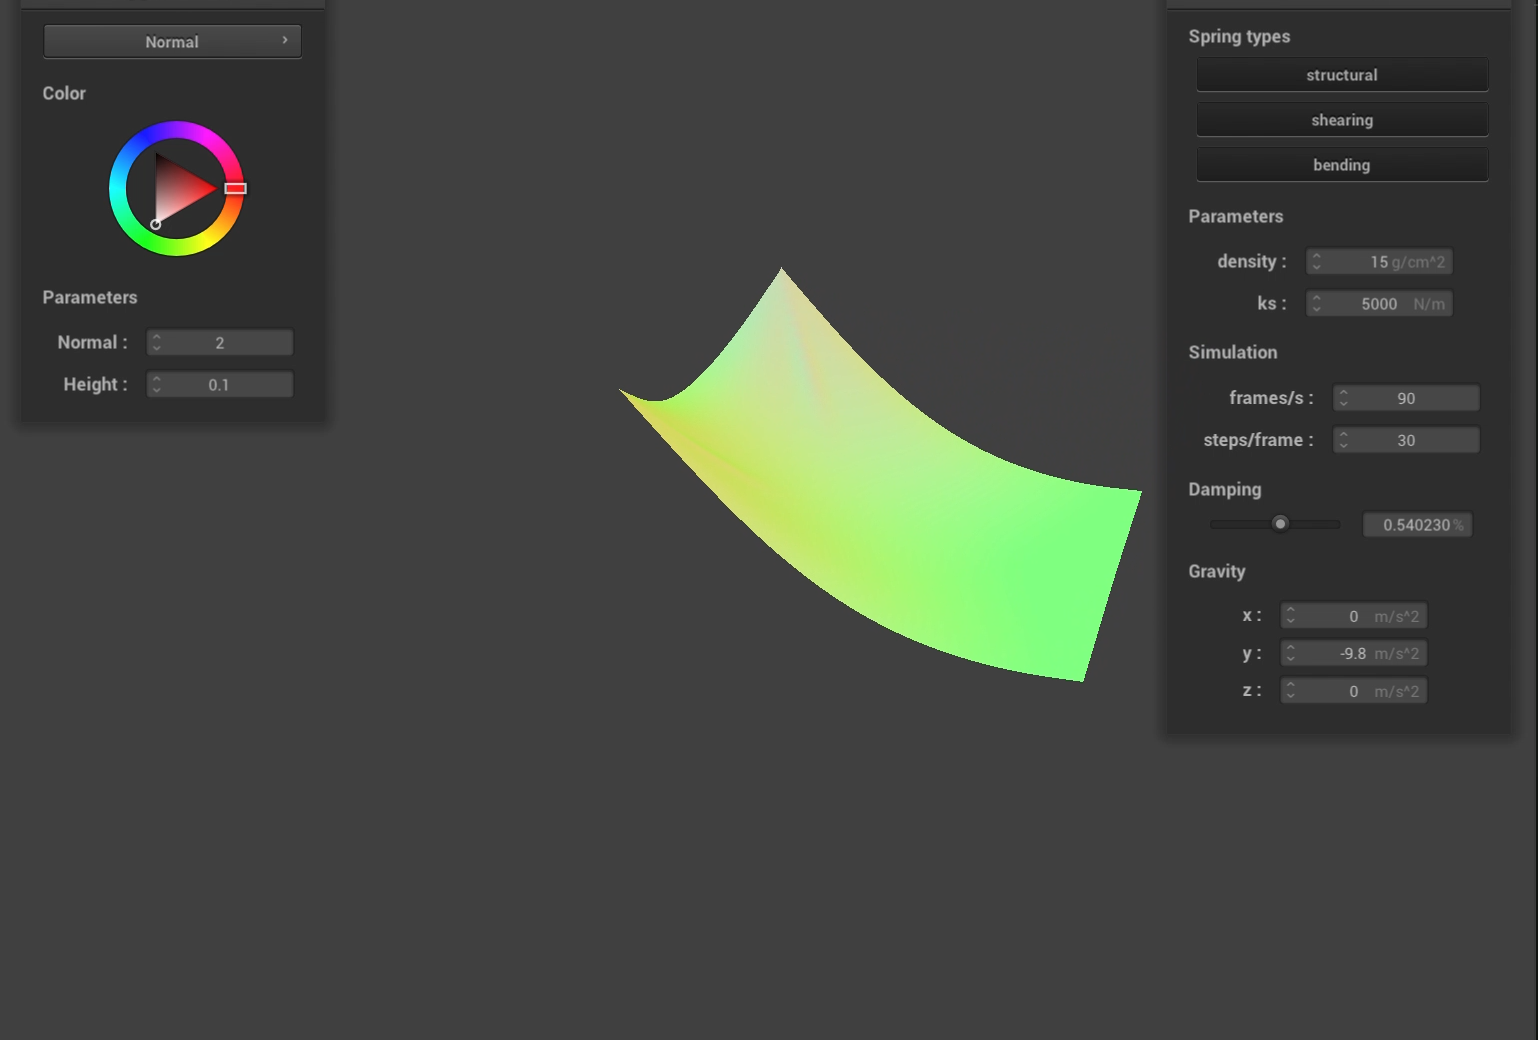 Normal
Color
Parameters
Normal : 2
Height : 0.1
Spring types
structural
shearing
bending
Parameters
density : 15 g/cm^2
ks : 5000 N/m
Simulation
frames/s : 90
steps/frame : 30
Damping
0.540230 %
Gravity
x : 0 m/s^2
y : -9.8 m/s^2
z : 0 m/s^2